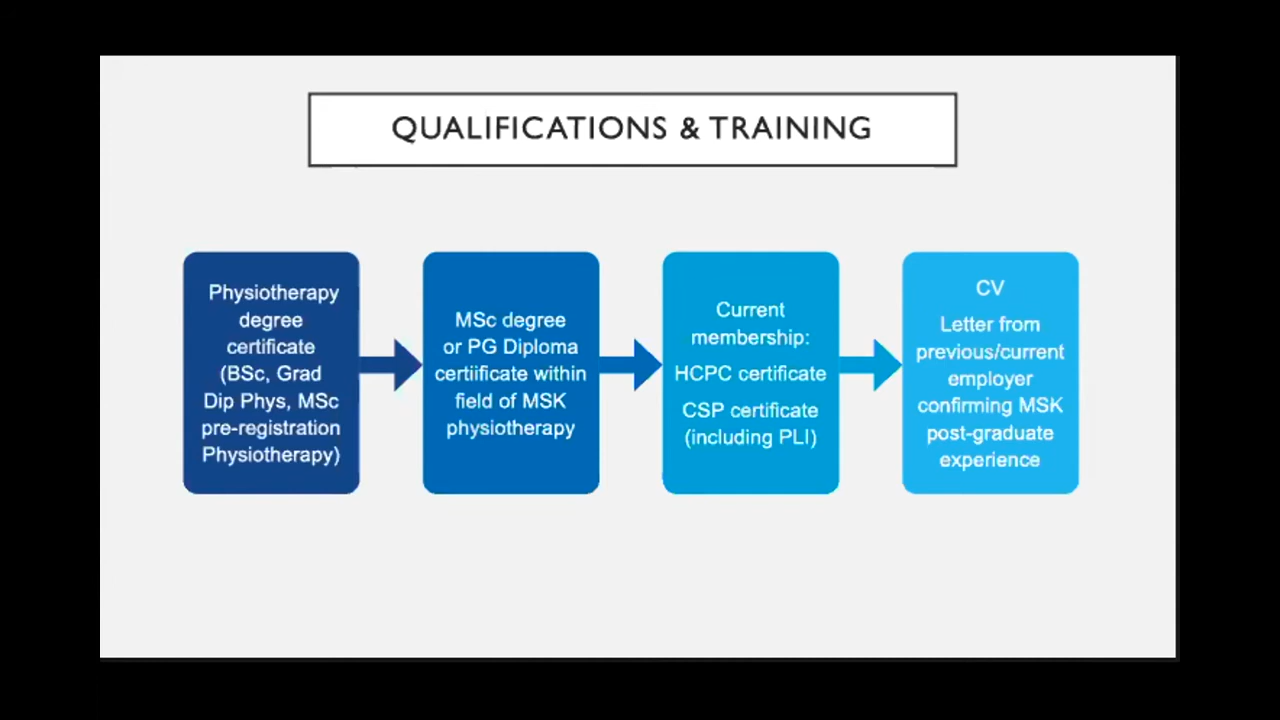 QUALIFICATIONS & TRAINING
Physiotherapy
degree
certificate
(BSc, Grad
Dip Phys, MSc
pre-registration
Physiotherapy)
MSc degree
or PG Diploma
certiificate within
field of MSK
physiotherapy
Current
membership:
HCPC certificate
CSP certificate
(including PLI)
CV
Letter from
previous/current
employer
confirming MSK
post-graduate
experience